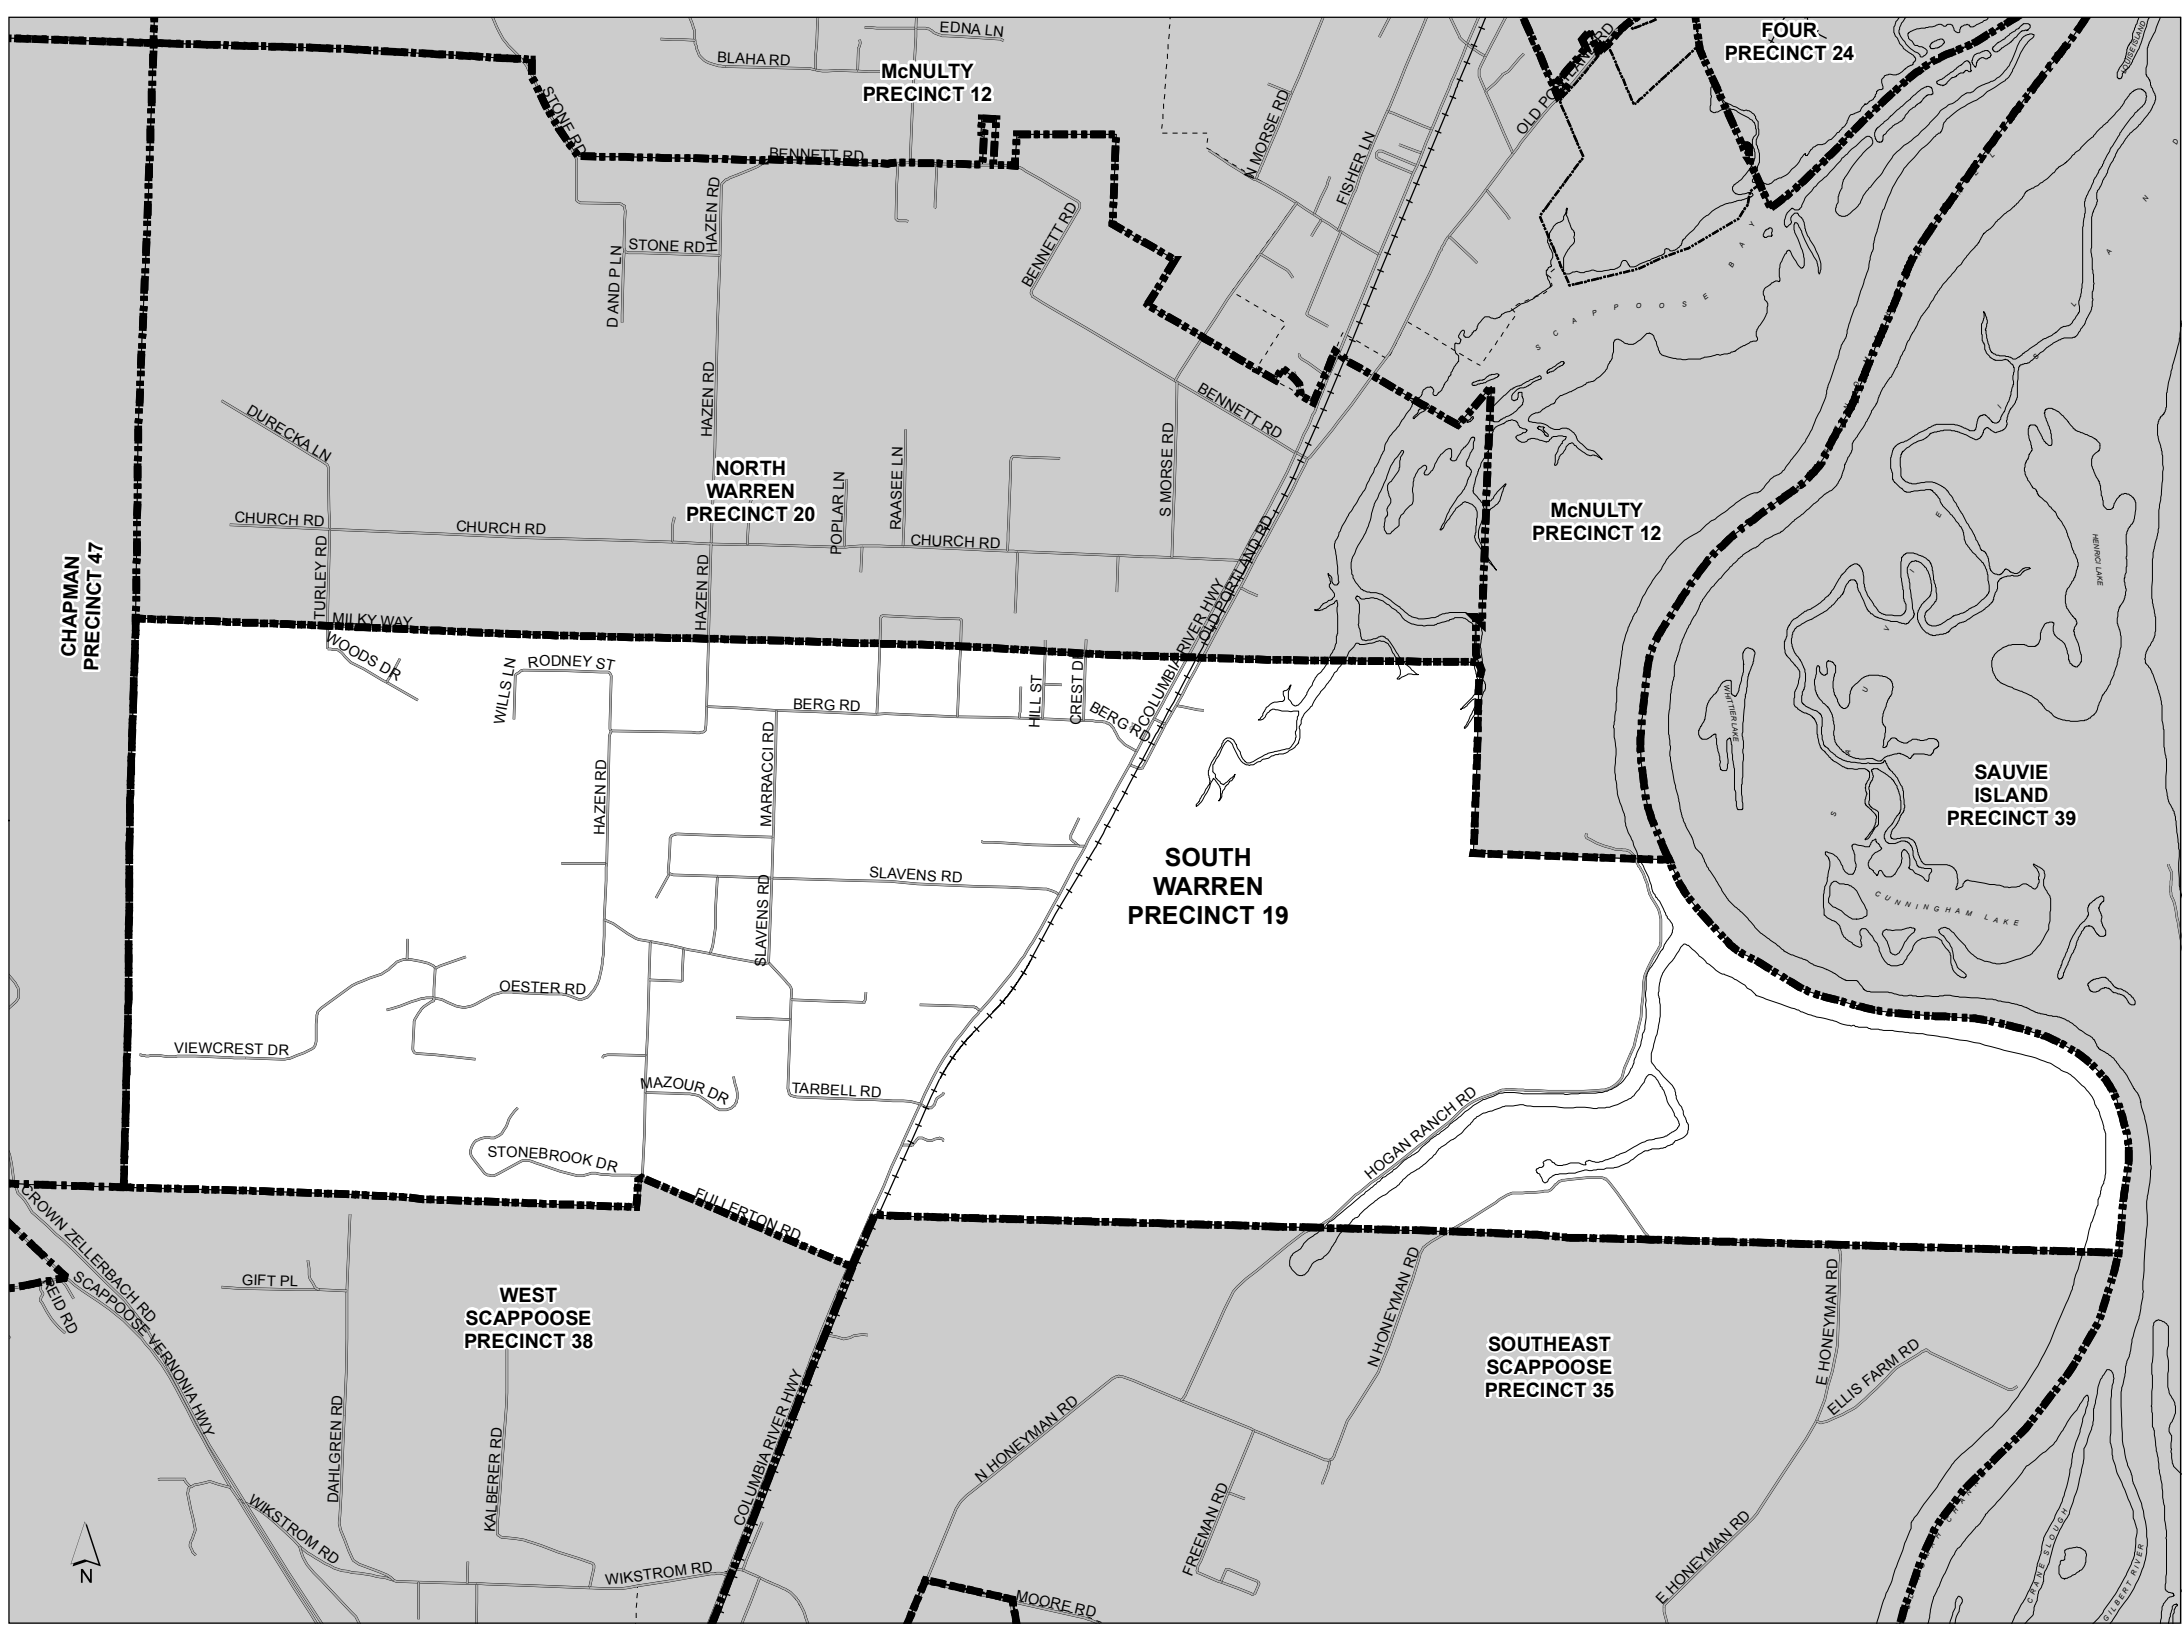 EDNA LN
FOUR
PRECINCT 24
BLAHA RD
McNULTY
PRECINCT 12
STONE RD
BENNETT RD
N MORSE RD
FISHER LN
HAZEN RD
STONE RD
D AND P LN
BENNETT RD
SCAPPOOSE BAY
HAZEN RD
BENNETT RD
DURECKA LN
S MORSE RD
NORTH
WARREN
PRECINCT 20
POPLAR LN
RAASEE LN
CHURCH RD
CHURCH RD
CHURCH RD
McNULTY
PRECINCT 12
HENRICI LAKE
CHAPMAN
PRECINCT 47
TURLEY RD
HAZEN RD
OLD PORTLAND RD
COLUMBIA RIVER HWY
MILKY WAY
WOODS DR
WILLS LN
RODNEY ST
BERG RD
HILL ST
BERG RD
WHITTIER LAKE
MARRACCI RD
HAZEN RD
SAUVIE
ISLAND
PRECINCT 39
SOUTH
WARREN
PRECINCT 19
SLAVENS RD
SLAVENS RD
CUNNINGHAM LAKE
OESTER RD
VIEWCREST DR
MAZOUR DR
TARBELL RD
HOGAN RANCH RD
STONEBROOK DR
FULLERTON RD
CROWN ZELLERBACH RD
SCAPPOOSE VERNONIA HWY
REID RD
GIFT PL
WEST
SCAPPOOSE
PRECINCT 38
N HONEYMAN RD
E HONEYMAN RD
SOUTHEAST
SCAPPOOSE
PRECINCT 35
ELLIS FARM RD
DAHLGREN RD
KALBERER RD
COLUMBIA RIVER HWY
N HONEYMAN RD
FREEMAN RD
WIKSTROM RD
WIKSTROM RD
E HONEYMAN RD
CRANE SLOUGH
GILBERT RIVER
MOORE RD
N